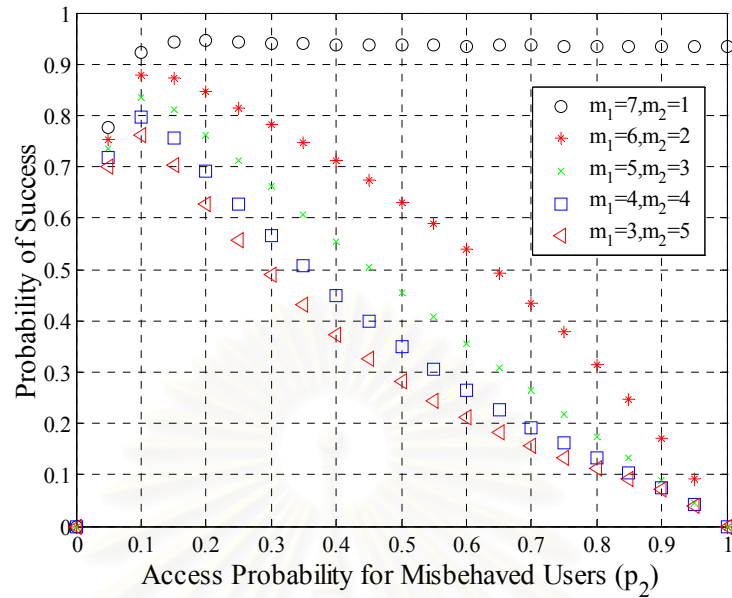 1
0.9
0.8
0.7
0.6
0.5
0.4
0.3
0.2
0.1
0
Probability of Success
m1=7,m2=1
m1=6,m2=2
m1=5,m2=3
m1=4,m2=4
m1=3,m2=5
0 0.1 0.2 0.3 0.4 0.5 0.6 0.7 0.8 0.9 1
Access Probability for Misbehaved Users (p2)